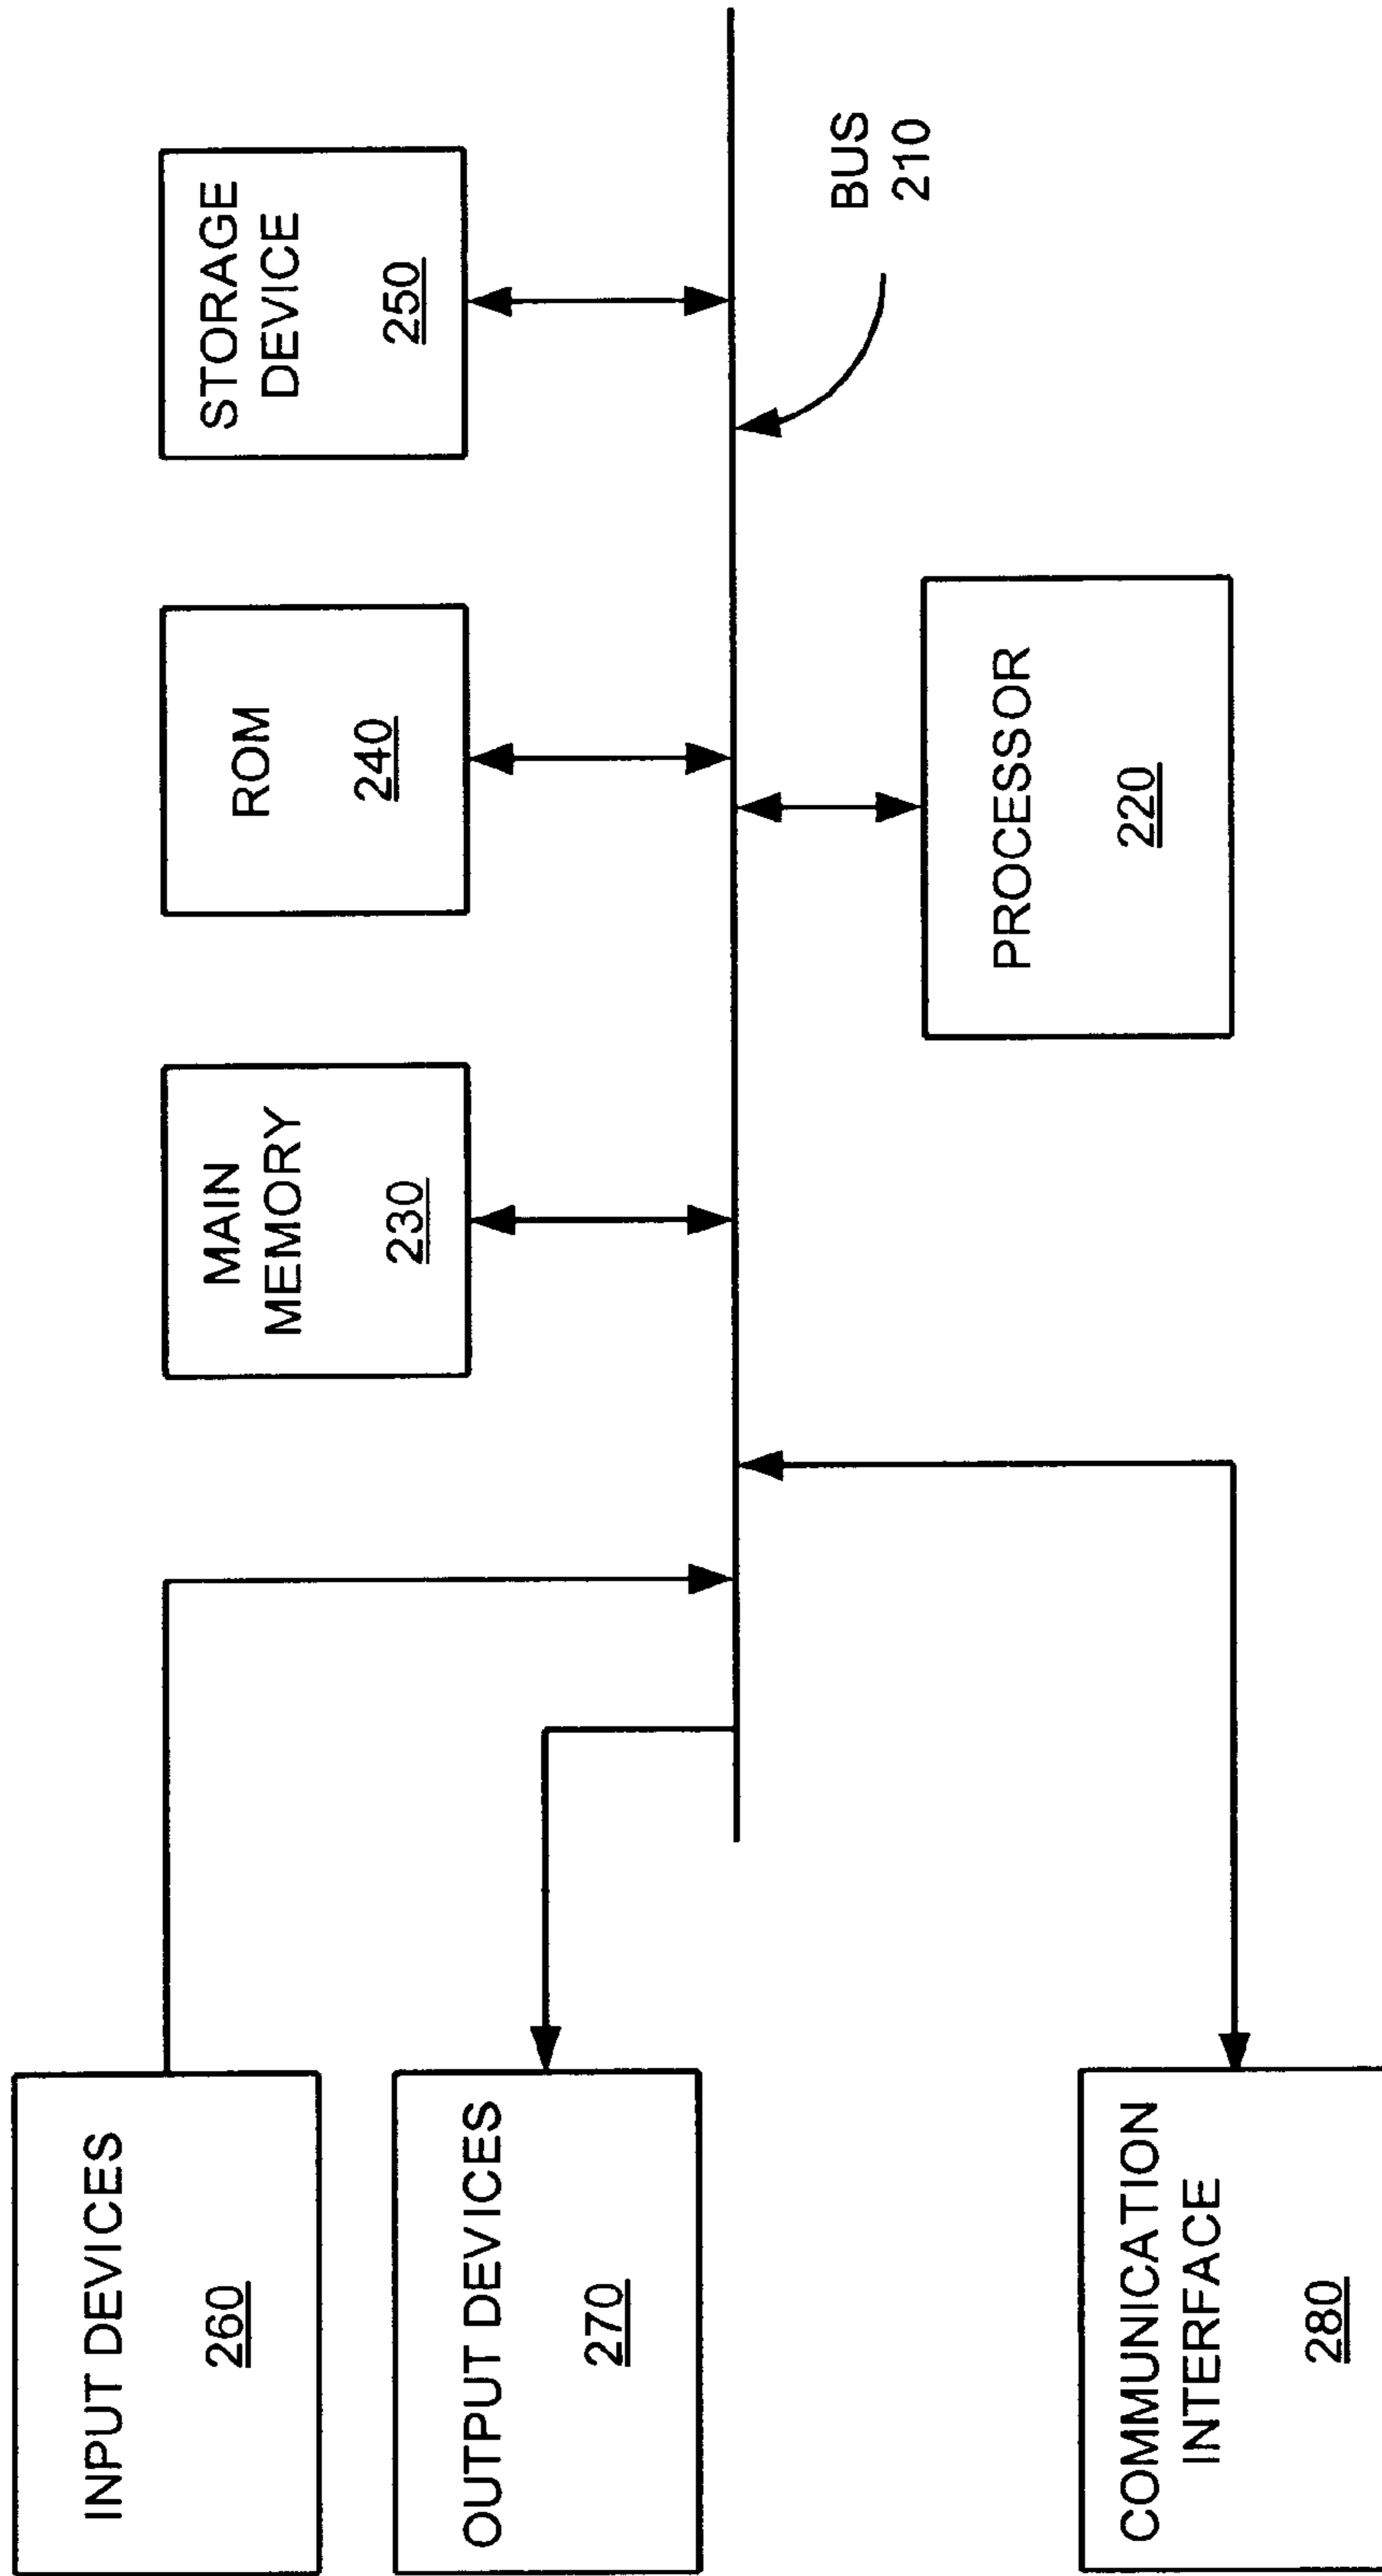 INPUT DEVICES
260
OUTPUT DEVICES
270
COMMUNICATION
INTERFACE
280
MAIN
MEMORY
230
ROM
240
STORAGE
DEVICE
250
PROCESSOR
220
BUS
210